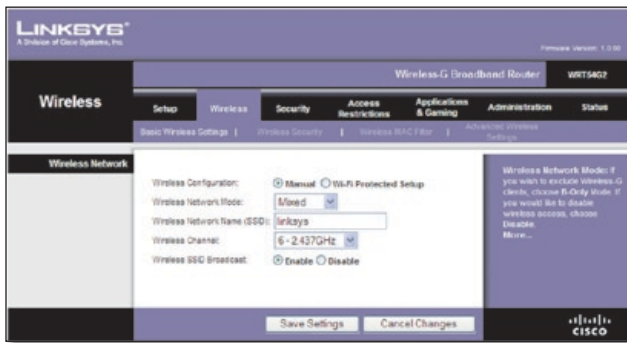 LINKSYS®
A Division of Cisco Systems, Inc.
Firmware Version: 1.0.00
Wireless-G Broadband Router
WRT54G2
Wireless
Setup
Wireless
Security
Access Restrictions
Applications & Gaming
Administration
Status
Basic Wireless Settings |
Wireless Security |
Wireless MAC Filter |
Advanced Wireless Settings
Wireless Network
Wireless Configuration: Manual Wi-Fi Protected Setup
Wireless Network Mode: Mixed
Wireless Network Name (SSID): linksys
Wireless Channel: 6 - 2.437GHz
Wireless SSID Broadcast: Enable Disable
Wireless Network Mode: If
you wish to exclude Wireless-G
clients, choose B-Only Mode. If
you would like to disable
wireless access, choose
Disable.
More...
Save Settings
Cancel Changes
CISCO